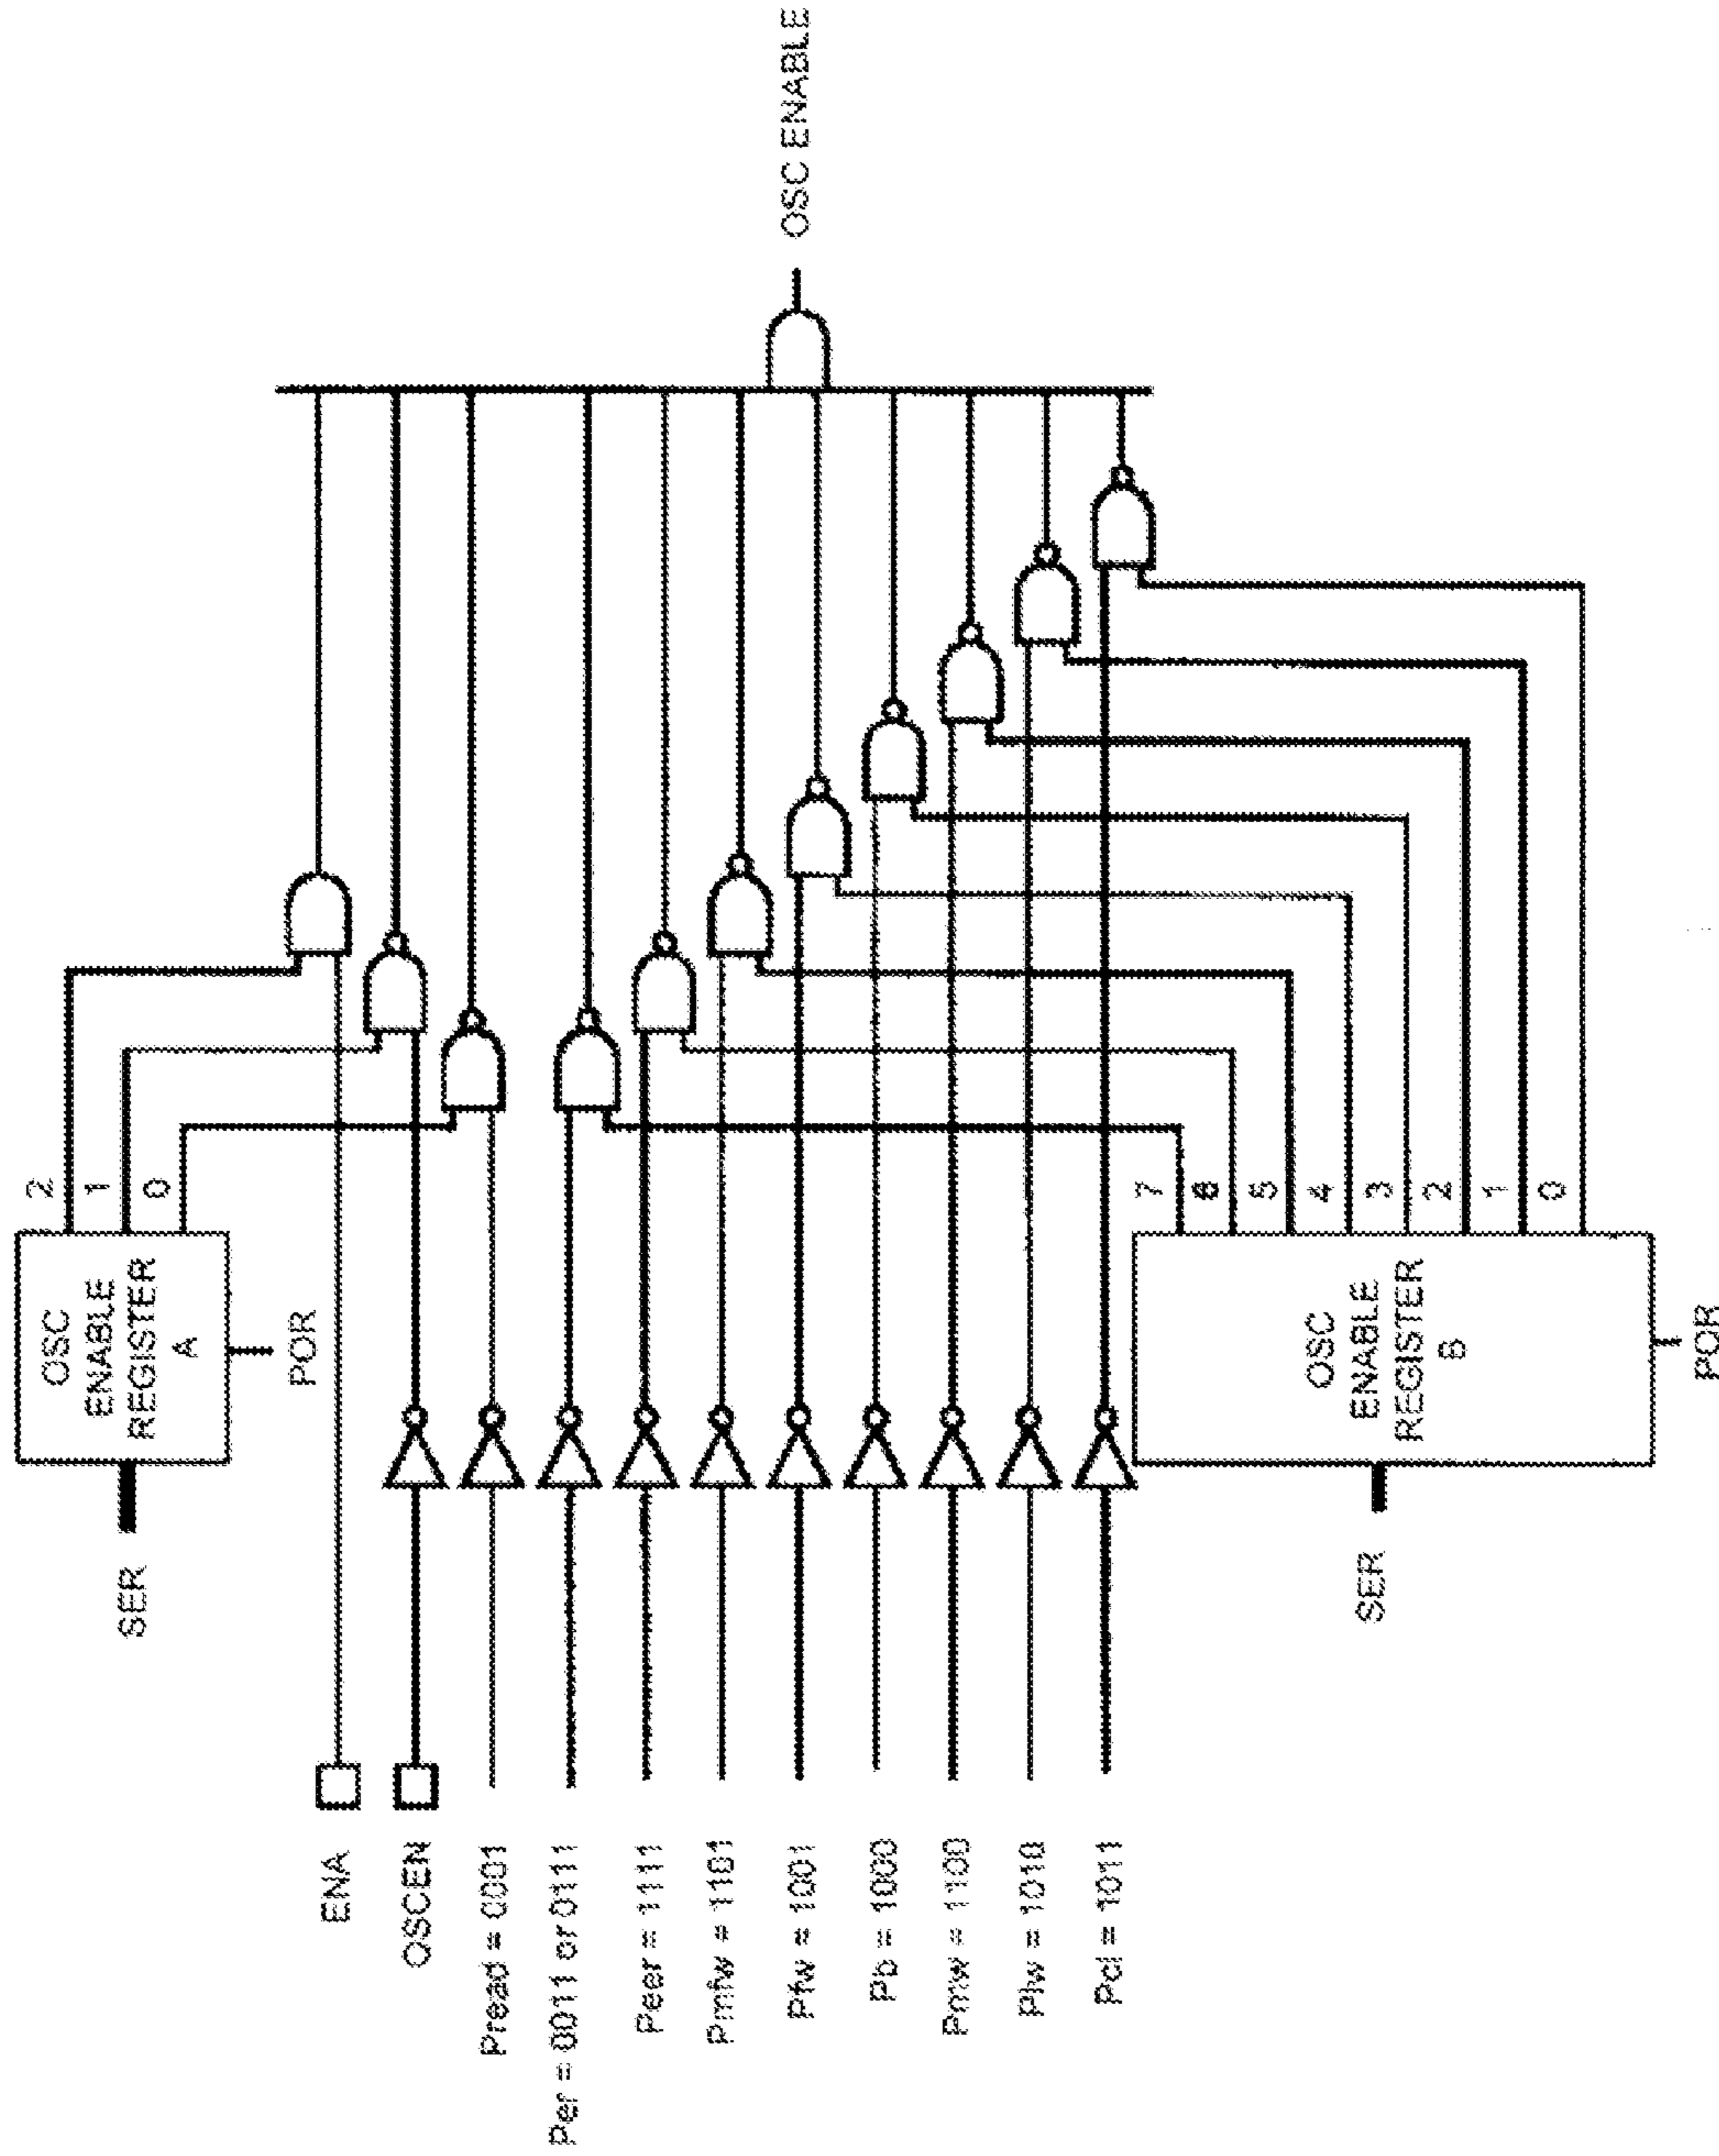 OSC
ENABLE
REGISTER
A
2
1
0
SER
POR
ENA
OSCEN
Pread = 0001
Per = 0011 or 0111
Peer = 1111
Pmfw = 1101
Pfw = 1001
Pb = 1000
Pmw = 1100
Plw = 1010
Pcl = 1011
OSC ENABLE
7
6
5
4
3
2
1
0
OSC
ENABLE
REGISTER
B
SER
POR